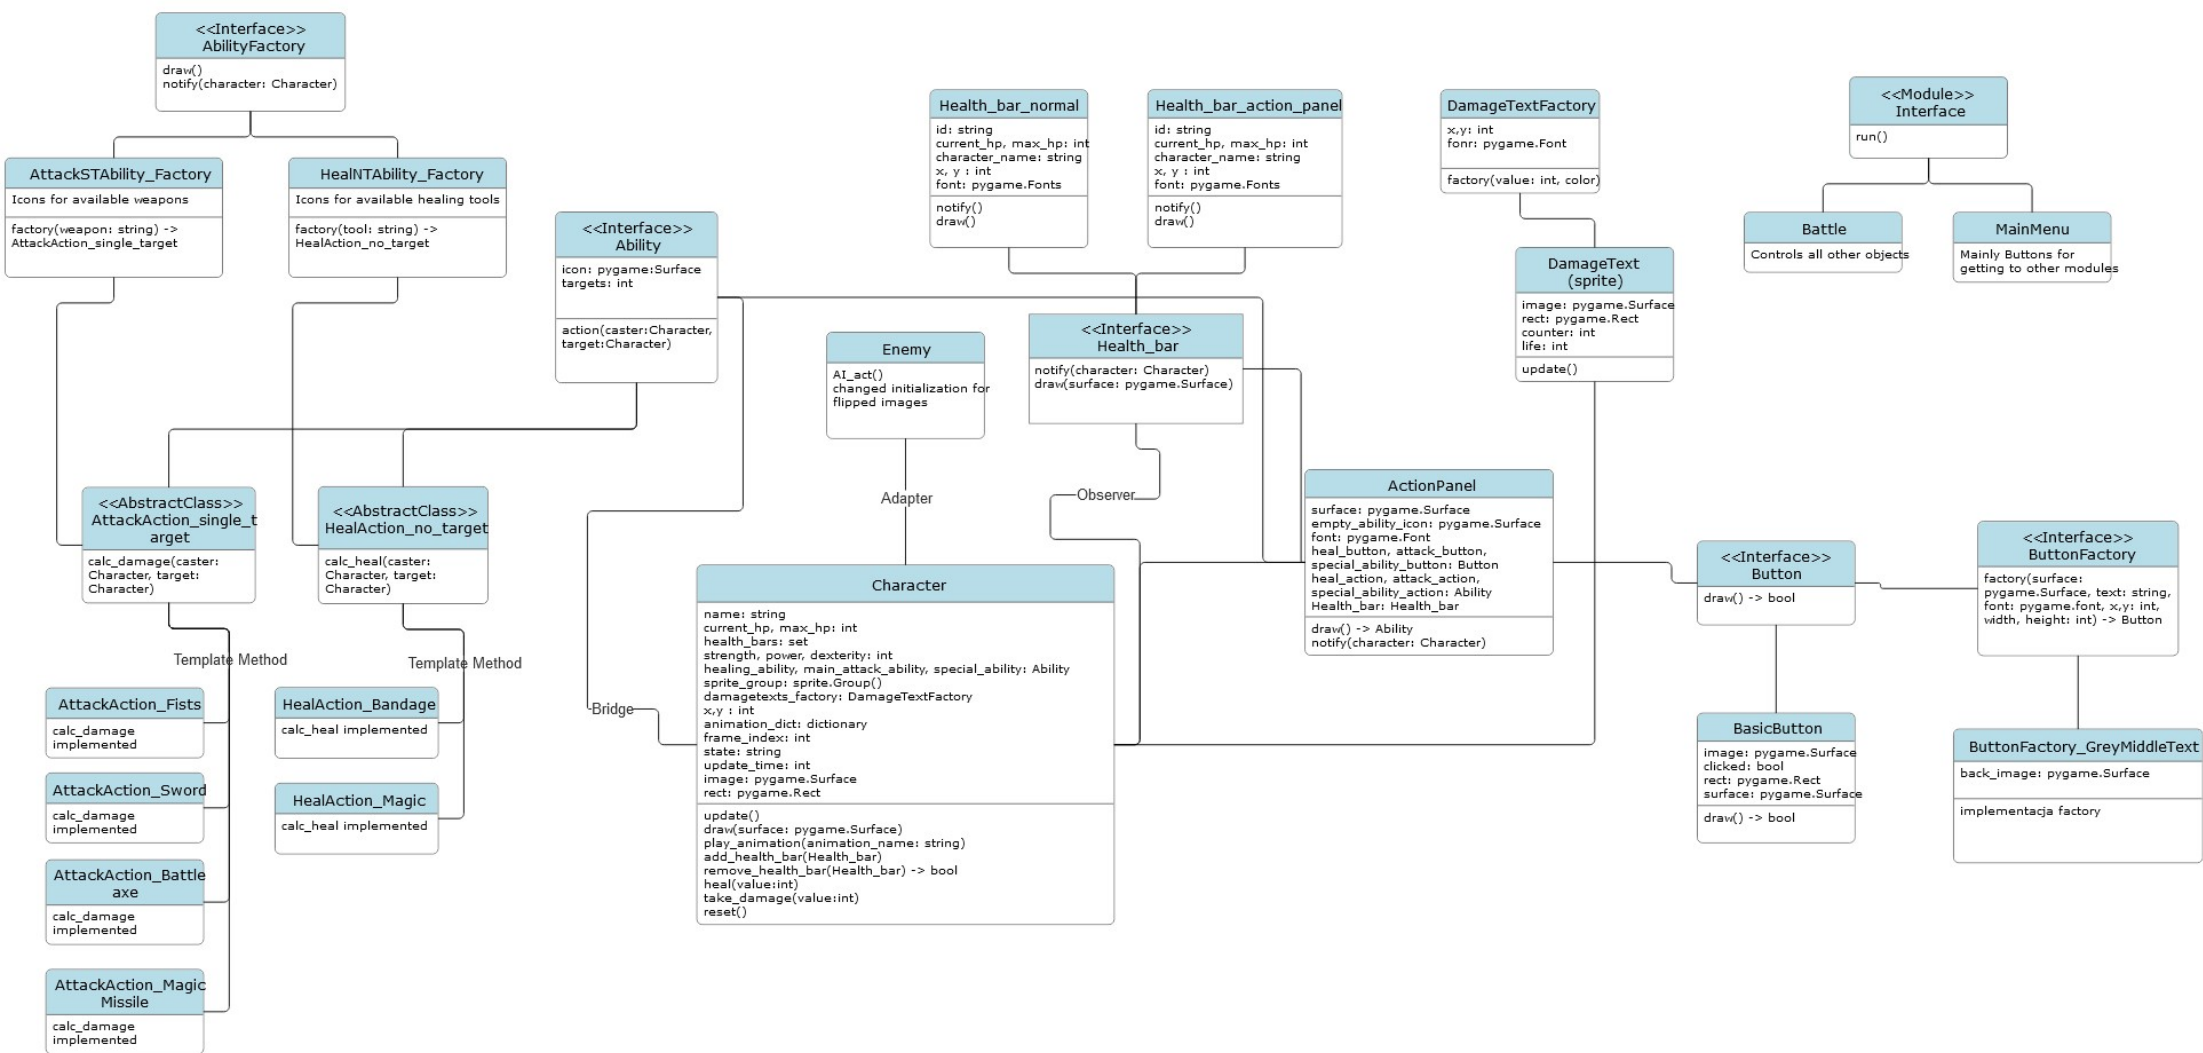 <<Interface>>
AbilityFactory
draw()
notify(character: Character)
AttackSTAbility_Factory
Icons for available weapons
factory(weapon: string) ->
AttackAction_single_target
HealNTAbility_Factory
Icons for available healing tools
factory(tool: string) ->
HealAction_no_target
<<Interface>>
Ability
icon: pygame:Surface
targets: int
action(caster:Character,
target:Character)
Health_bar_normal
id: string
current_hp, max_hp: int
character_name: string
x, y : int
font: pygame.Fonts
notify()
draw()
Health_bar_action_panel
id: string
current_hp, max_hp: int
character_name: string
x, y : int
font: pygame.Fonts
notify()
draw()
DamageTextFactory
x,y: int
fonr: pygame.Font
factory(value: int, color)
<<Module>>
Interface
run()
Battle
Controls all other objects
MainMenu
Mainly Buttons for
getting to other modules
DamageText
(sprite)
image: pygame.Surface
rect: pygame.Rect
counter: int
life: int
update()
Enemy
AI_act()
changed initialization for
flipped images
<<Interface>>
Health_bar
notify(character: Character)
draw(surface: pygame.Surface)
Adapter
Observer
Bridge
<<AbstractClass>>
AttackAction_single_t
arget
calc_damage(caster:
Character, target:
Character)
<<AbstractClass>>
HealAction_no_target
calc_heal(caster:
Character, target:
Character)
Template Method
Template Method
AttackAction_Fists
calc_damage
implemented
AttackAction_Sword
calc_damage
implemented
AttackAction_Battle
axe
calc_damage
implemented
AttackAction_Magic
Missile
calc_damage
implemented
HealAction_Bandage
calc_heal implemented
HealAction_Magic
calc_heal implemented
Character
name: string
current_hp, max_hp: int
health_bars: set
strength, power, dexterity: int
healing_ability, main_attack_ability, special_ability: Ability
sprite_group: sprite.Group()
damagetexts_factory: DamageTextFactory
x,y : int
animation_dict: dictionary
frame_index: int
state: string
update_time: int
image: pygame.Surface
rect: pygame.Rect
update()
draw(surface: pygame.Surface)
play_animation(animation_name: string)
add_health_bar(Health_bar)
remove_health_bar(Health_bar) -> bool
heal(value:int)
take_damage(value:int)
reset()
ActionPanel
surface: pygame.Surface
empty_ability_icon: pygame.Surface
font: pygame.Font
heal_button, attack_button,
special_ability_button: Button
heal_action, attack_action,
special_ability_action: Ability
Health_bar: Health_bar
draw() -> Ability
notify(character: Character)
<<Interface>>
Button
draw() -> bool
<<Interface>>
ButtonFactory
factory(surface:
pygame.Surface, text: string,
font: pygame.font, x,y: int,
width, height: int) -> Button
BasicButton
image: pygame.Surface
clicked: bool
rect: pygame.Rect
surface: pygame.Surface
draw() -> bool
ButtonFactory_GreyMiddleText
back_image: pygame.Surface
implementacja factory